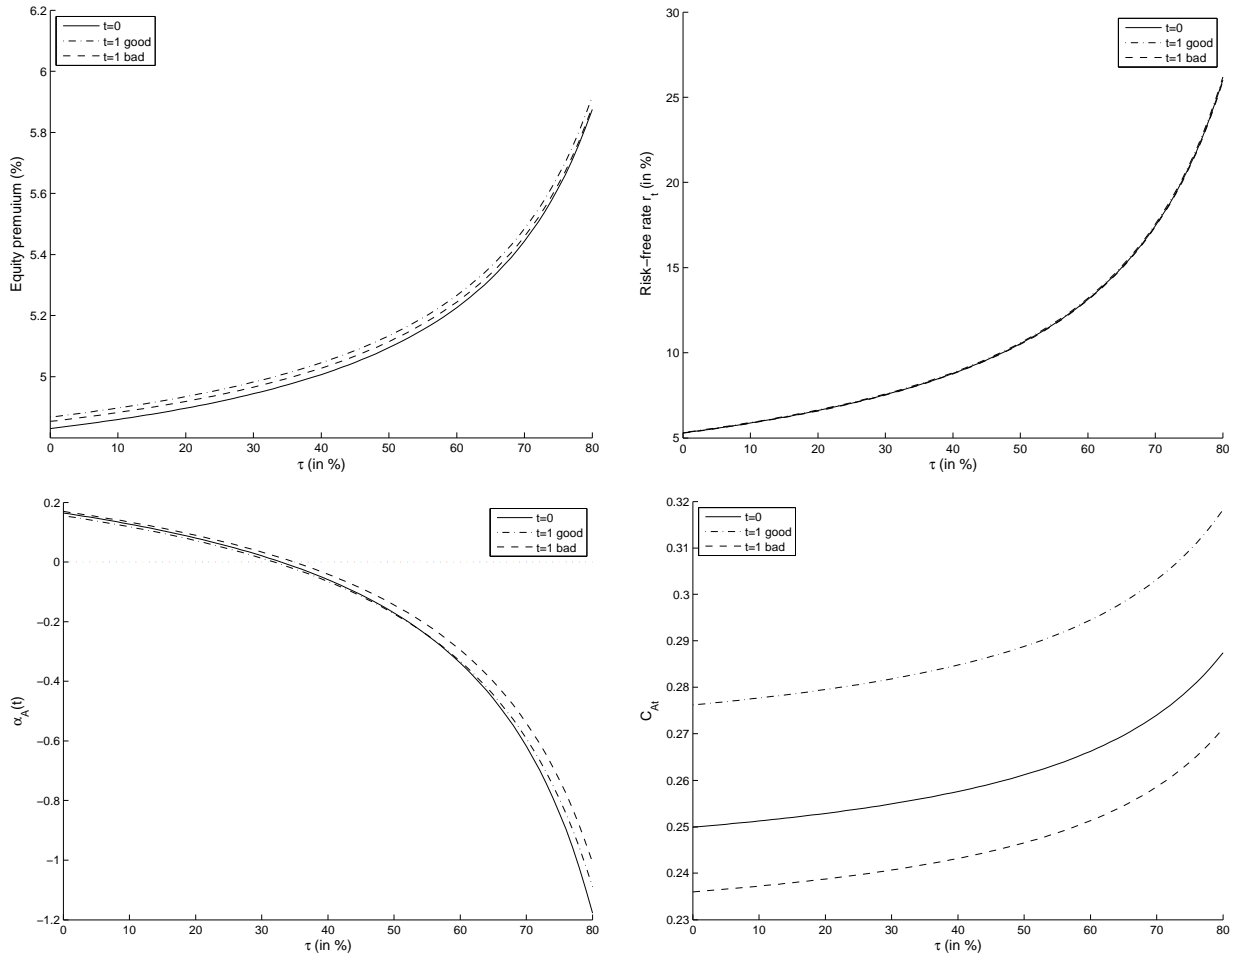 6.2
6
5.8
5.6
5.4
5.2
5
Equity premuium (%)
t=0
t=1 good
t=1 bad
0 10 20 30 40 50 60 70 80
τ (in %)
30
25
20
15
10
5
Risk−free rate r_t (in %)
t=0
t=1 good
t=1 bad
0 10 20 30 40 50 60 70 80
τ (in %)
0.2
0
−0.2
−0.4
−0.6
−0.8
−1
−1.2
α_A(t)
t=0
t=1 good
t=1 bad
0 10 20 30 40 50 60 70 80
τ (in %)
0.32
0.31
0.3
0.29
0.28
0.27
0.26
0.25
0.24
0.23
C_At
t=0
t=1 good
t=1 bad
0 10 20 30 40 50 60 70 80
τ (in %)